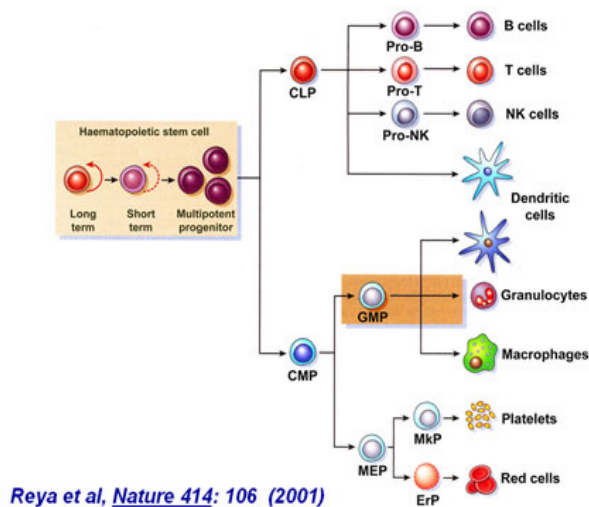 Haematopoietic stem cell
Long term
Short term
Multipotent progenitor
CLP
Pro-B
B cells
Pro-T
T cells
Pro-NK
NK cells
Dendritic cells
GMP
Granulocytes
CMP
Macrophages
MEP
MkP
Platelets
ErP
Red cells
Reya et al, Nature 414: 106 (2001)